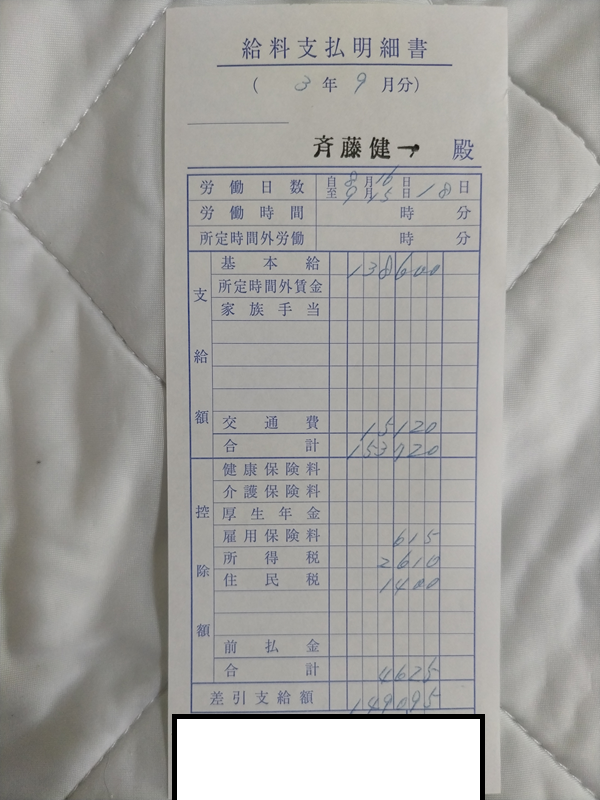 給料支払明細書
( 3年 9月分)
斉藤健一 殿
労働日数 自 8月16日 至 9月15日 18日
労働時間 時 分
所定時間外労働 時 分
支給額
基本給 138600
所定時間外賃金
家族手当
交通費 15120
合計 153720
控除額
健康保険料
介護保険料
厚生年金
雇用保険料 615
所得税 2610
住民税 1400
前払金
合計 4625
差引支給額 149095